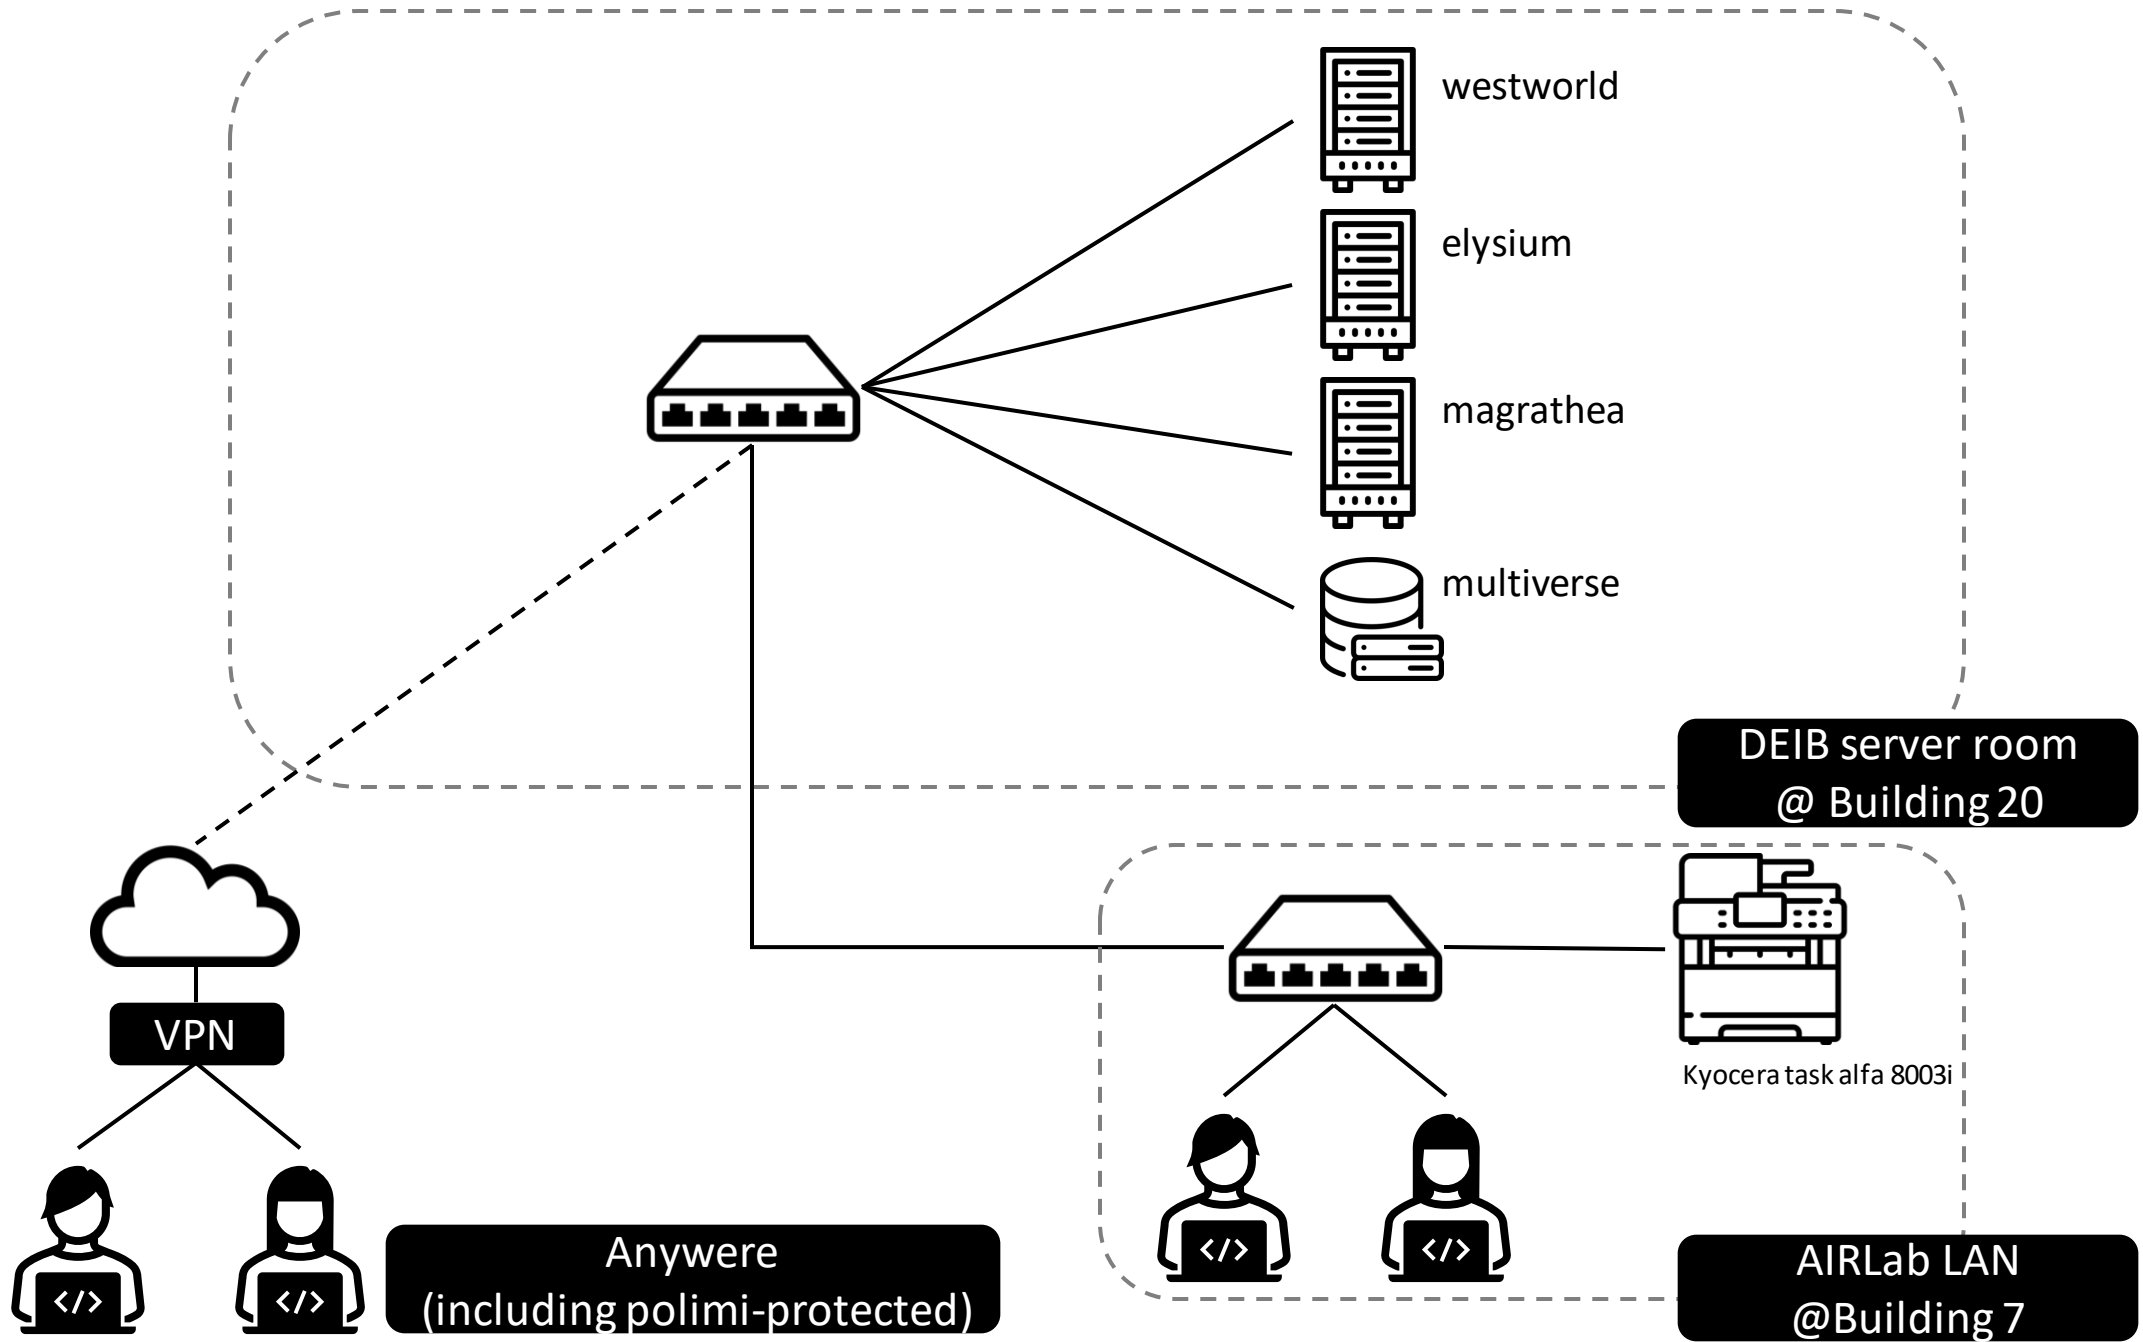 westworld
elysium
magrathea
multiverse
DEIB server room
@ Building 20
VPN
Kyocera task alfa 8003i
</>
</>
</>
</>
Anywere
(including polimi-protected)
AIRLab LAN
@Building 7